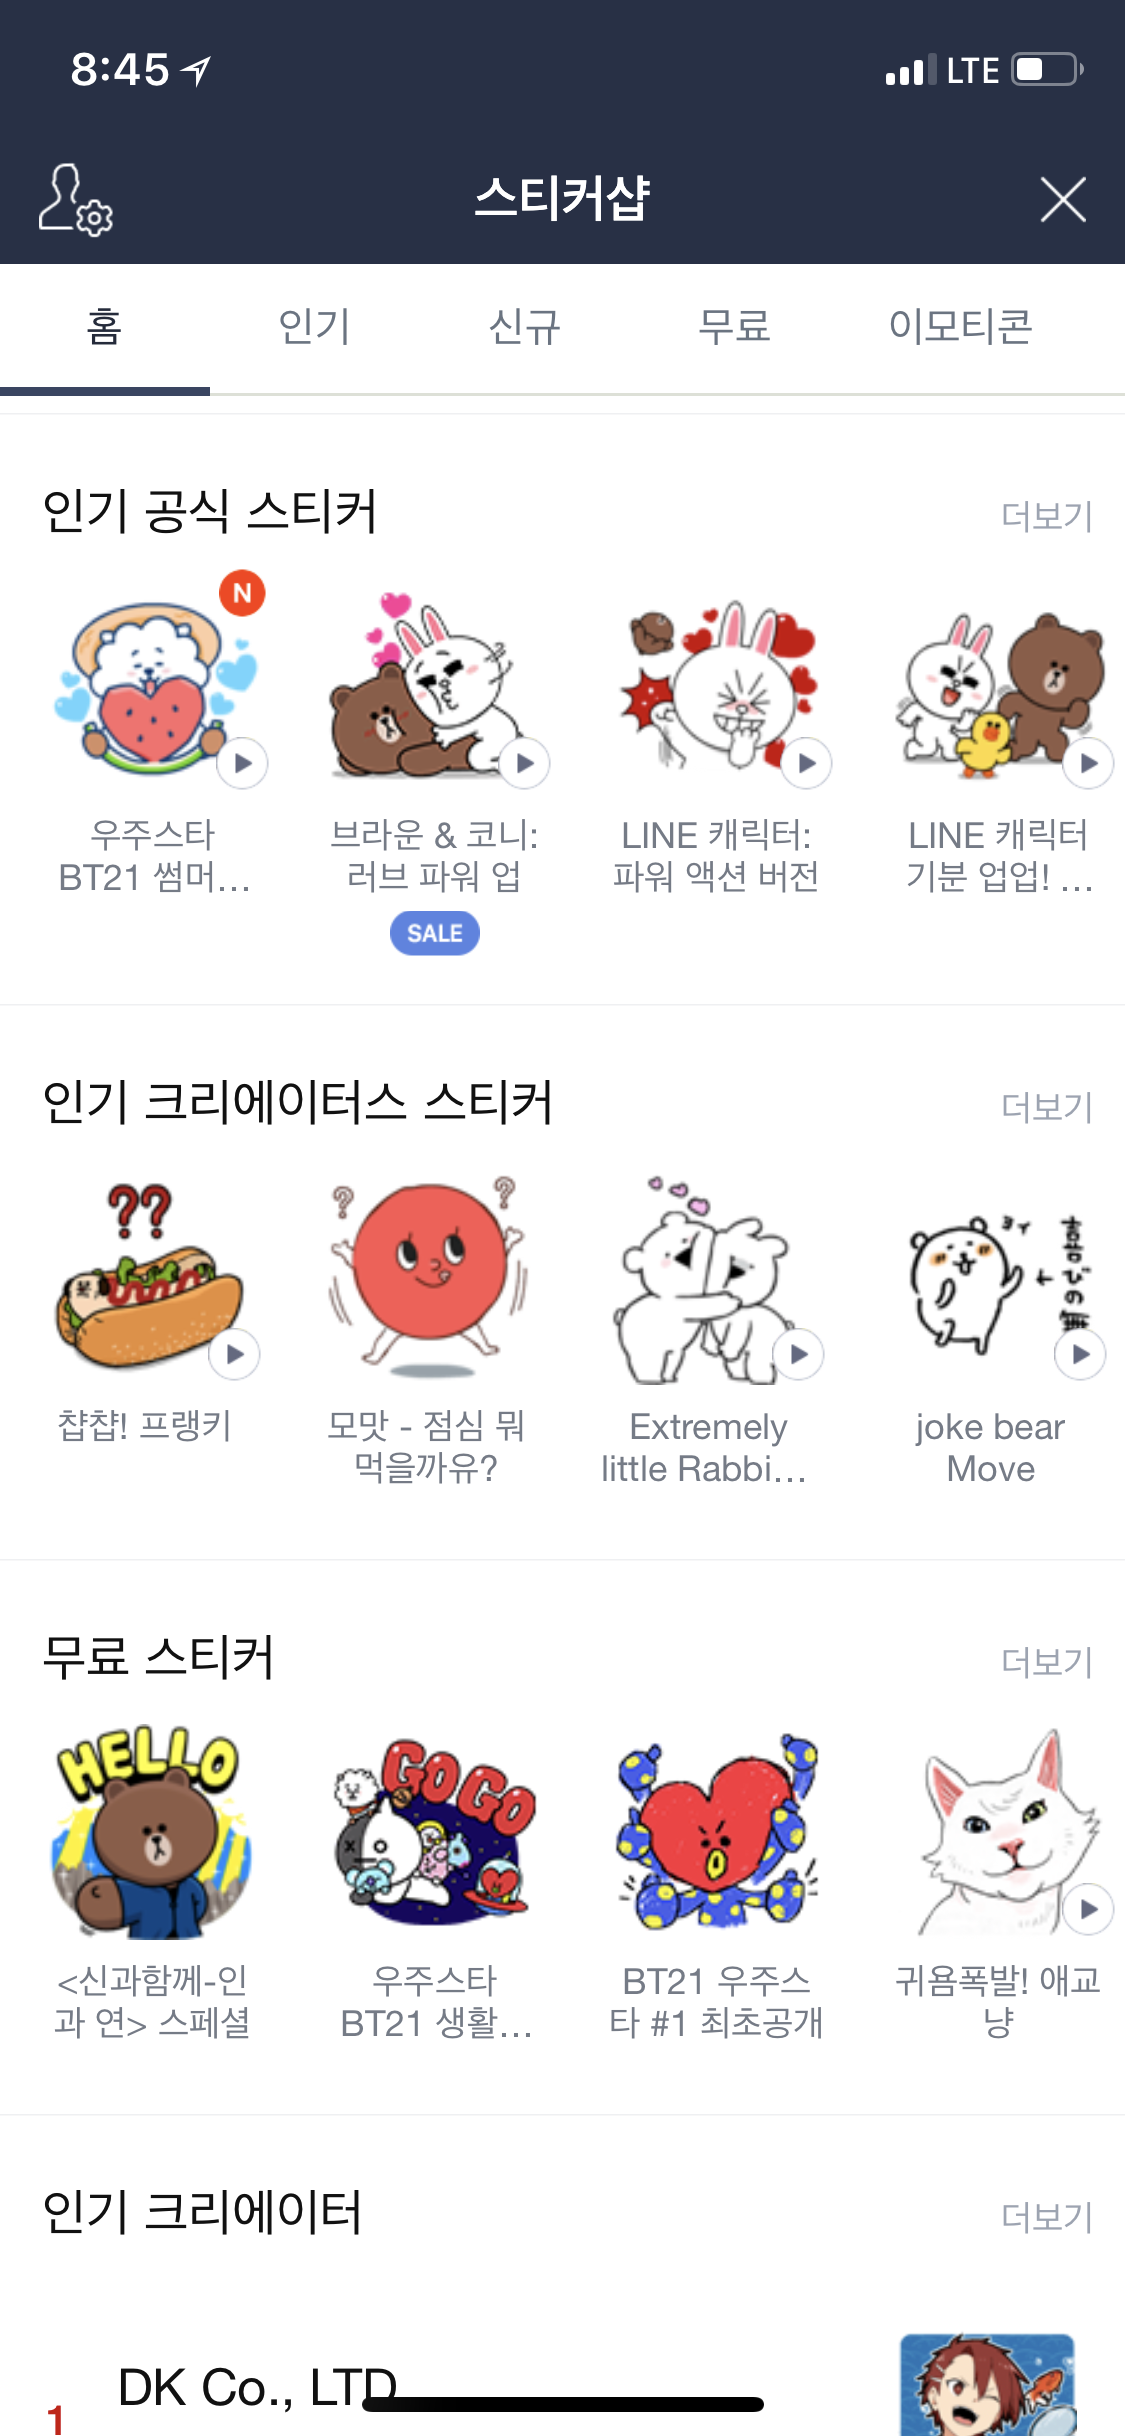 8:45
LTE
스티커샵
홈 인기 신규 무료 이모티콘
인기 공식 스티커 더보기
N
우주스타
BT21 썸머...
브라운 & 코니:
러브 파워 업
SALE
LINE 캐릭터:
파워 액션 버전
LINE 캐릭터
기분 업업! ...
인기 크리에이터스 스티커 더보기
??
? ?
ヨイ
喜びの舞
챱챱! 프랭키
모맛 - 점심 뭐
먹을까유?
Extremely
little Rabbi...
joke bear
Move
무료 스티커 더보기
HELLO
GOGO
<신과함께-인
과 연> 스페셜
우주스타
BT21 생활...
BT21 우주스
타 #1 최초공개
귀욤폭발! 애교
냥
인기 크리에이터 더보기
1
DK Co., LTD